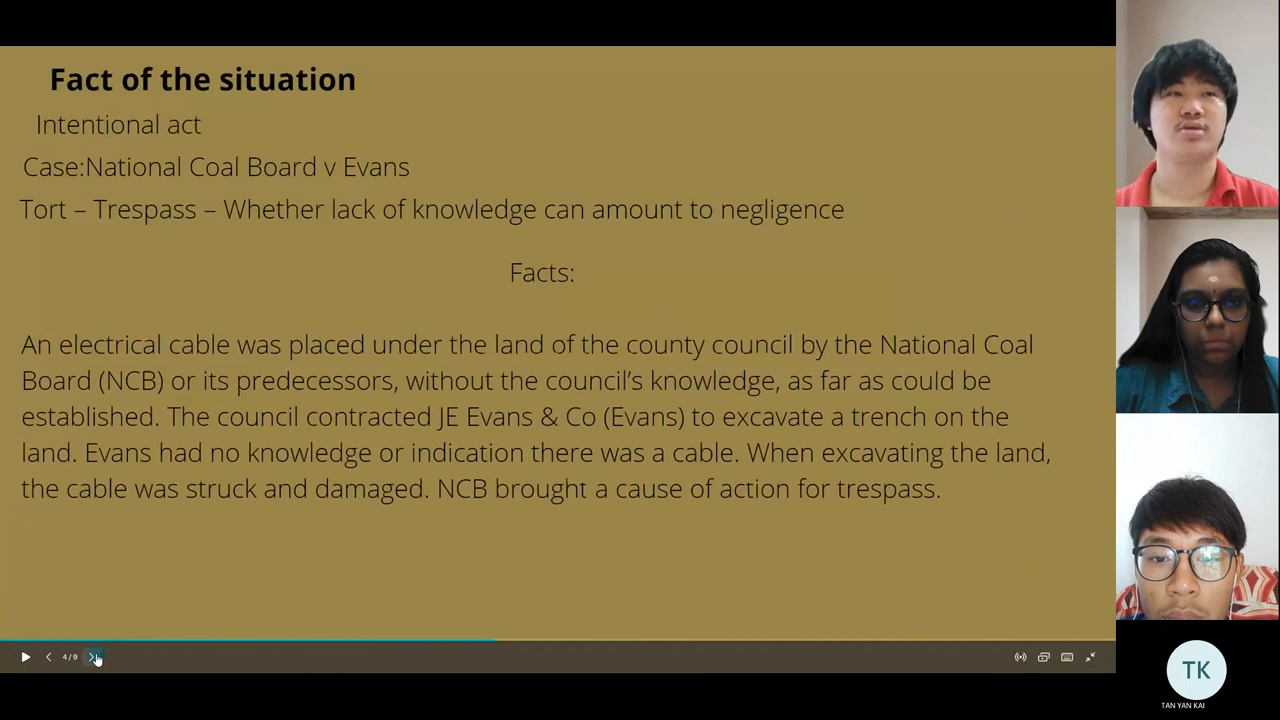 Fact of the situation
Intentional act
Case:National Coal Board v Evans
Tort – Trespass – Whether lack of knowledge can amount to negligence
Facts:
An electrical cable was placed under the land of the county council by the National Coal
Board (NCB) or its predecessors, without the council's knowledge, as far as could be
established. The council contracted JE Evans & Co (Evans) to excavate a trench on the
land. Evans had no knowledge or indication there was a cable. When excavating the land,
the cable was struck and damaged. NCB brought a cause of action for trespass.
4/9
TK
TAN YAN KAI